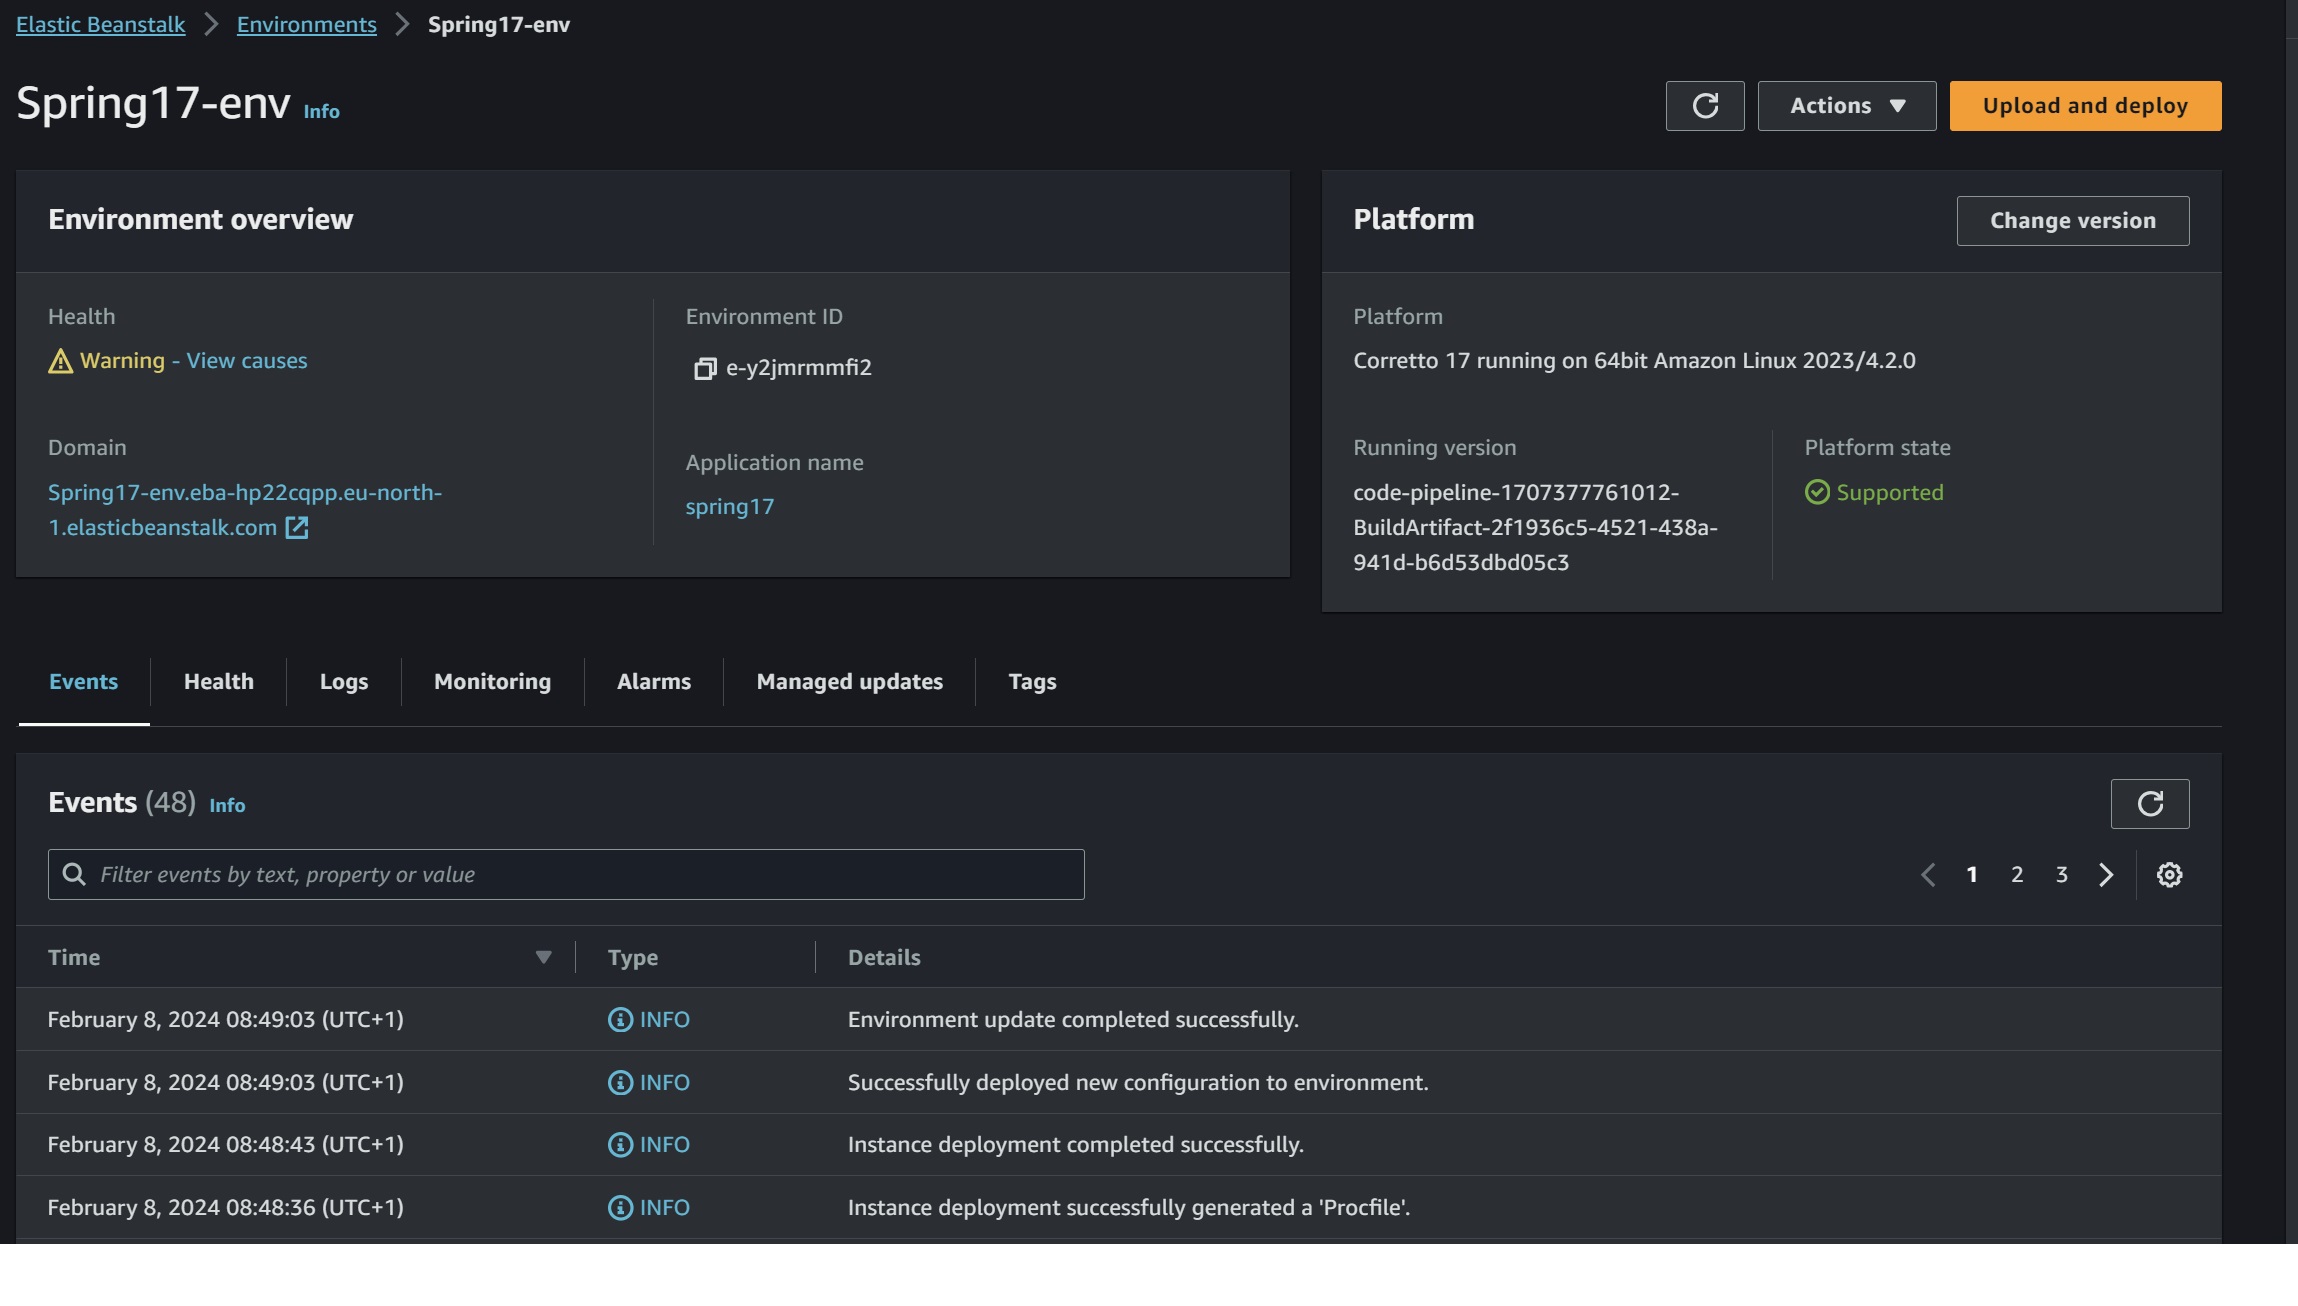 Elastic Beanstalk > Environments > Spring17-env
Spring17-env Info
Actions
Upload and deploy
Environment overview
Health
Warning - View causes
Domain
Spring17-env.eba-hp22cqpp.eu-north-
1.elasticbeanstalk.com
Environment ID
e-y2jmrmmfi2
Application name
spring17
Platform
Change version
Platform
Corretto 17 running on 64bit Amazon Linux 2023/4.2.0
Running version
code-pipeline-1707377761012-
BuildArtifact-2f1936c5-4521-438a-
941d-b6d53dbd05c3
Platform state
Supported
Events Health Logs Monitoring Alarms Managed updates Tags
Events (48) Info
Filter events by text, property or value
1 2 3
Time Type Details
February 8, 2024 08:49:03 (UTC+1) INFO Environment update completed successfully.
February 8, 2024 08:49:03 (UTC+1) INFO Successfully deployed new configuration to environment.
February 8, 2024 08:48:43 (UTC+1) INFO Instance deployment completed successfully.
February 8, 2024 08:48:36 (UTC+1) INFO Instance deployment successfully generated a 'Procfile'.